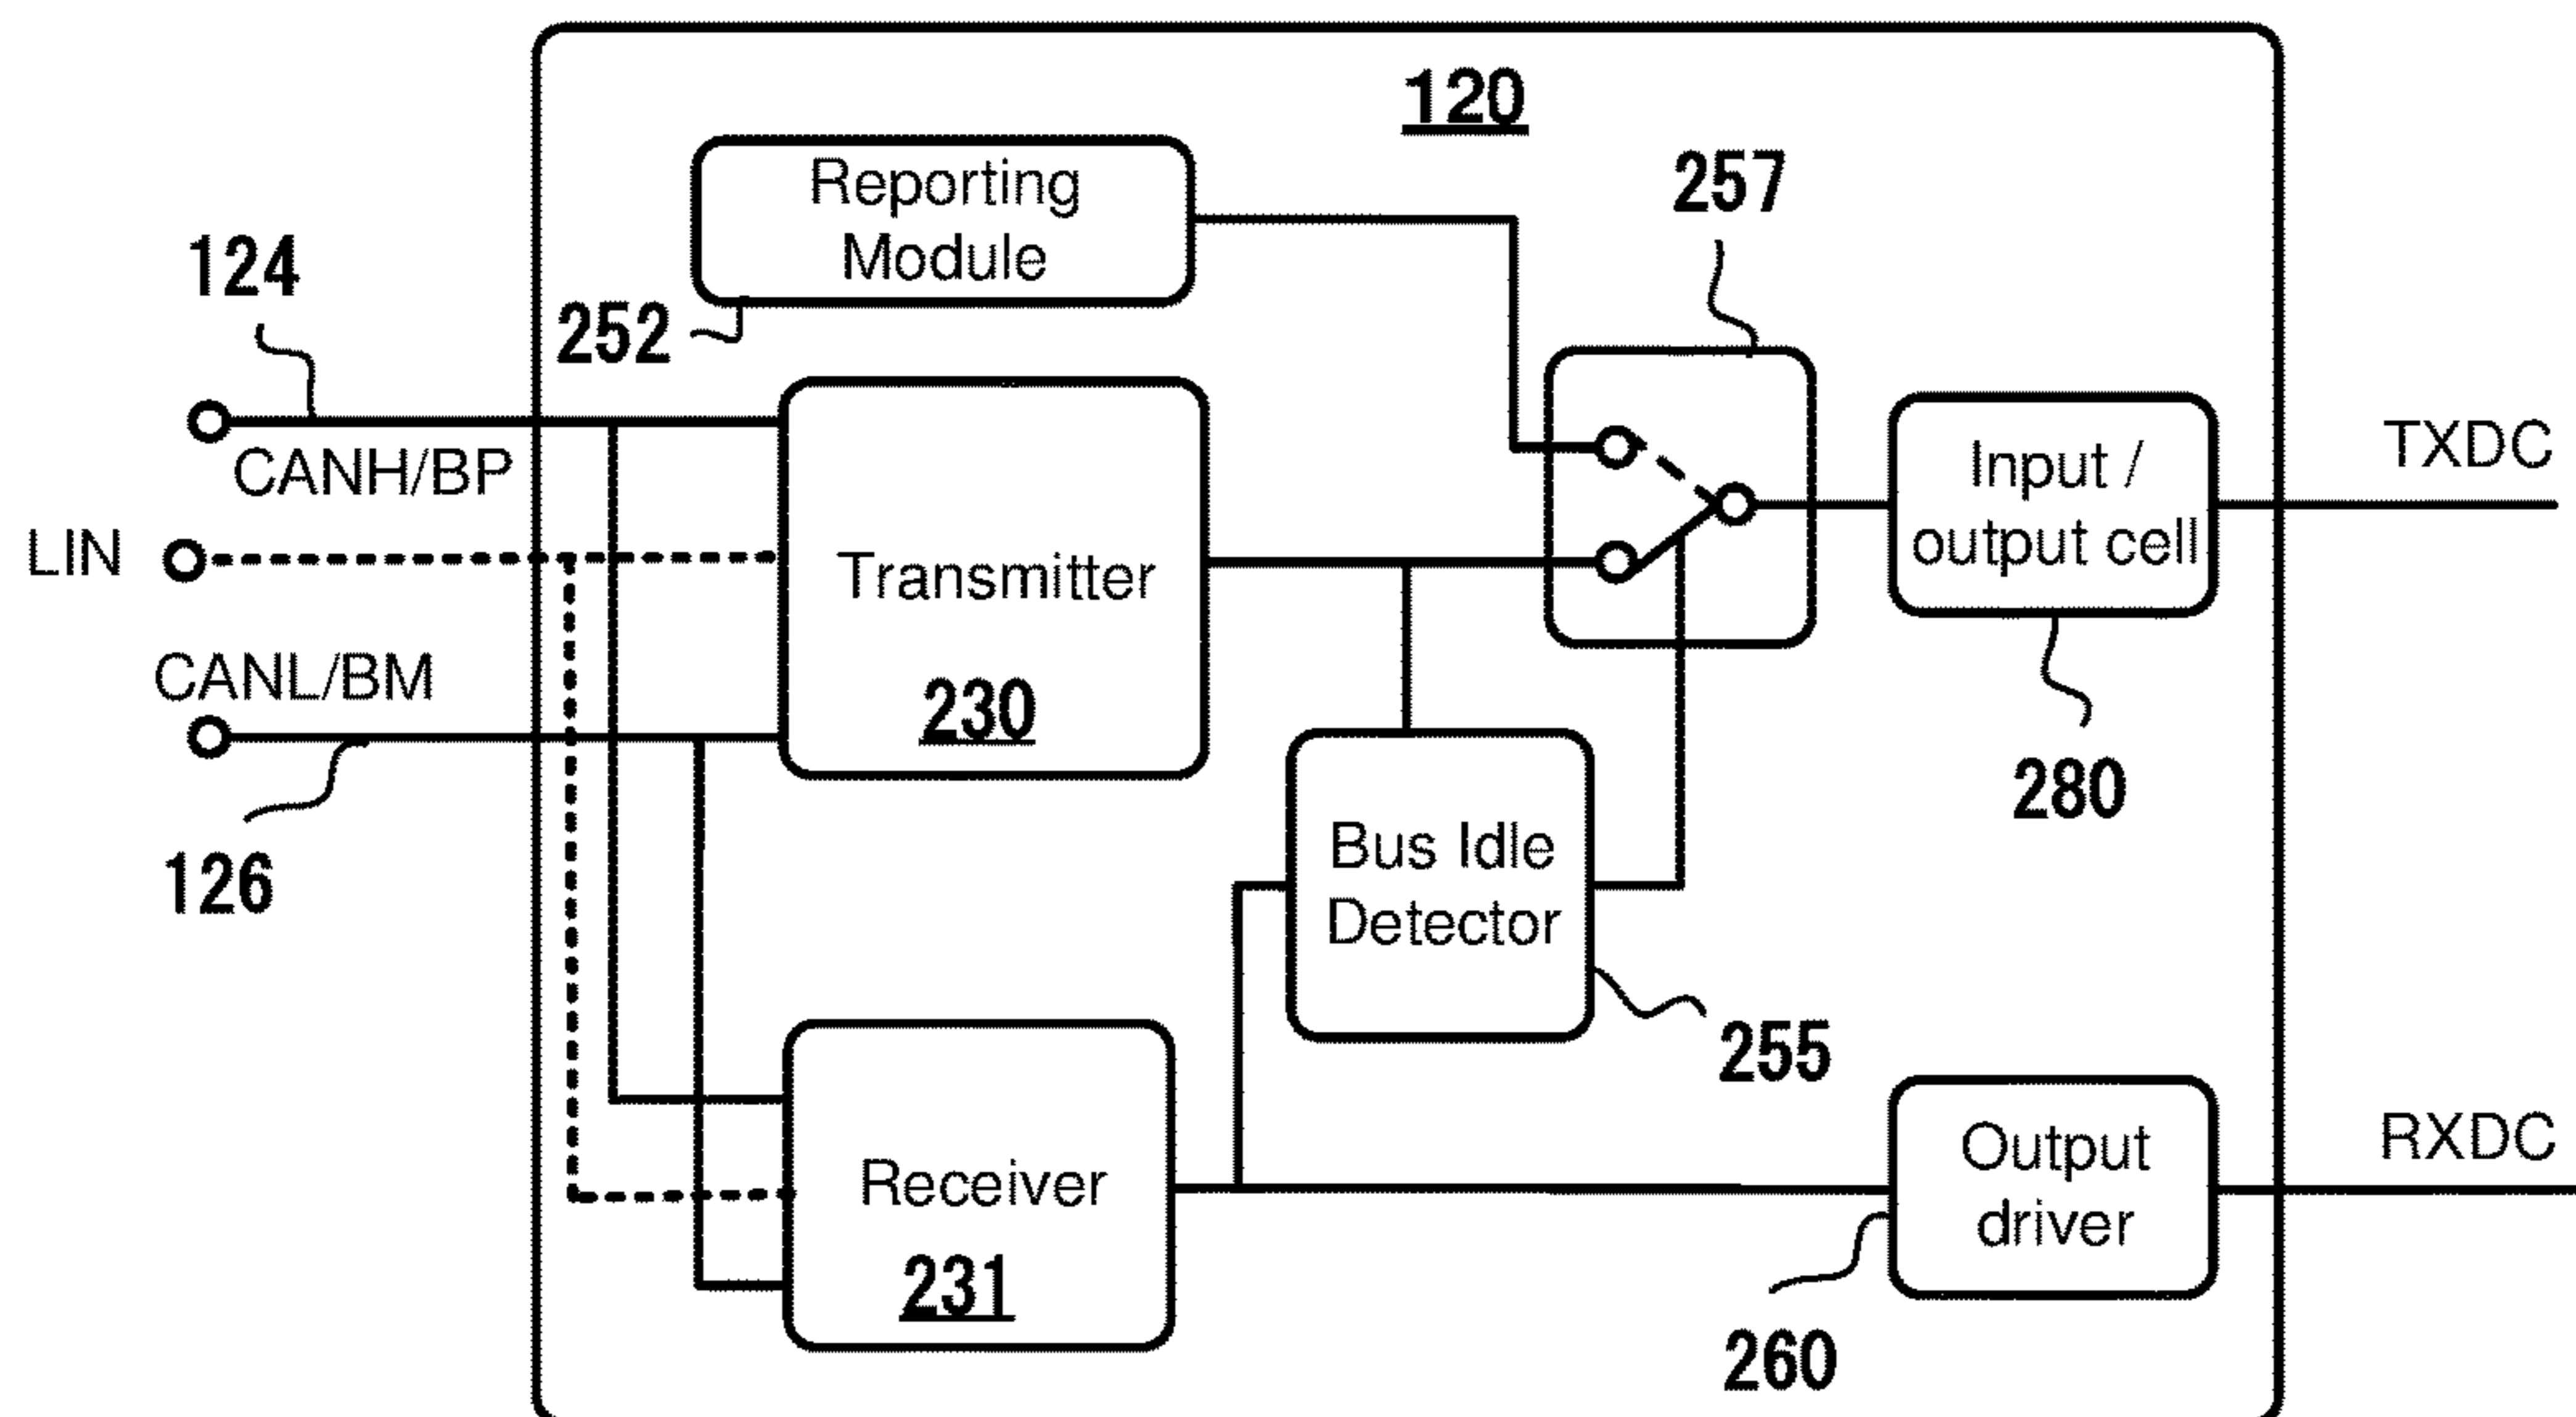 120
Reporting
Module
257
124
252
CANH/BP
Input /
output cell
TXDC
LIN
Transmitter
CANL/BM
230
280
126
Bus Idle
Detector
255
Receiver
231
Output
driver
RXDC
260